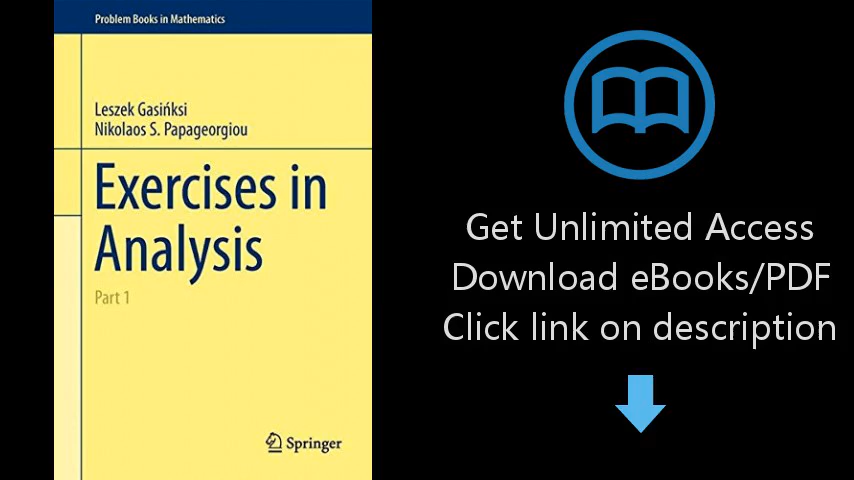 Problem Books in Mathematics
Leszek Gasińksi
Nikolaos S. Papageorgiou
Exercises in
Analysis
Part 1
Springer
Get Unlimited Access
Download eBooks/PDF
Click link on description